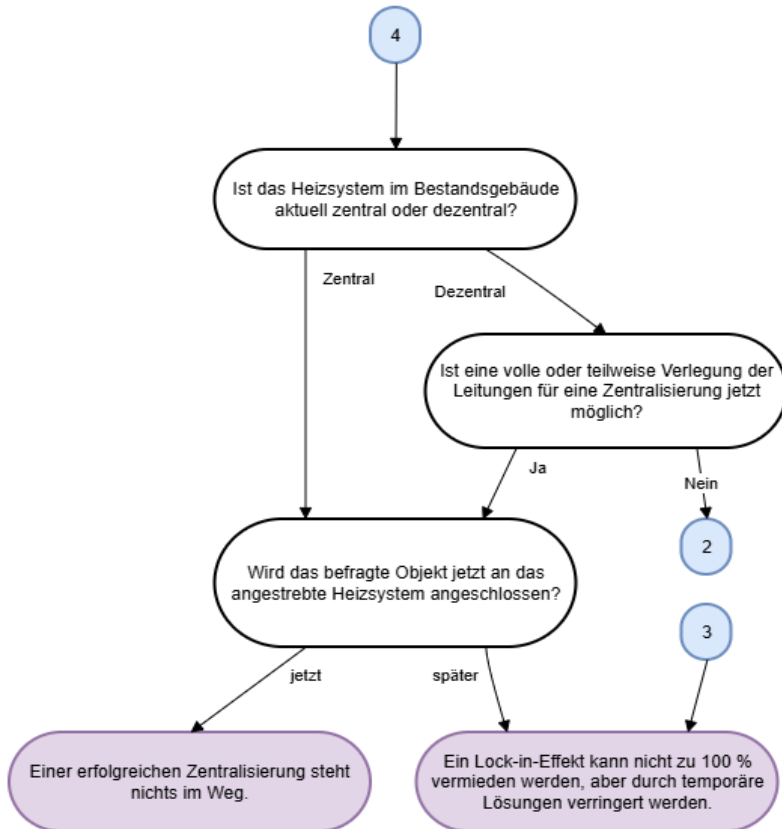 4
Ist das Heizsystem im Bestandsgebäude
aktuell zentral oder dezentral?
Zentral
Dezentral
Ist eine volle oder teilweise Verlegung der
Leitungen für eine Zentralisierung jetzt
möglich?
Ja
Nein
2
Wird das befragte Objekt jetzt an das
angestrebte Heizsystem angeschlossen?
3
jetzt
später
Einer erfolgreichen Zentralisierung steht
nichts im Weg.
Ein Lock-in-Effekt kann nicht zu 100 %
vermieden werden, aber durch temporäre
Lösungen verringert werden.